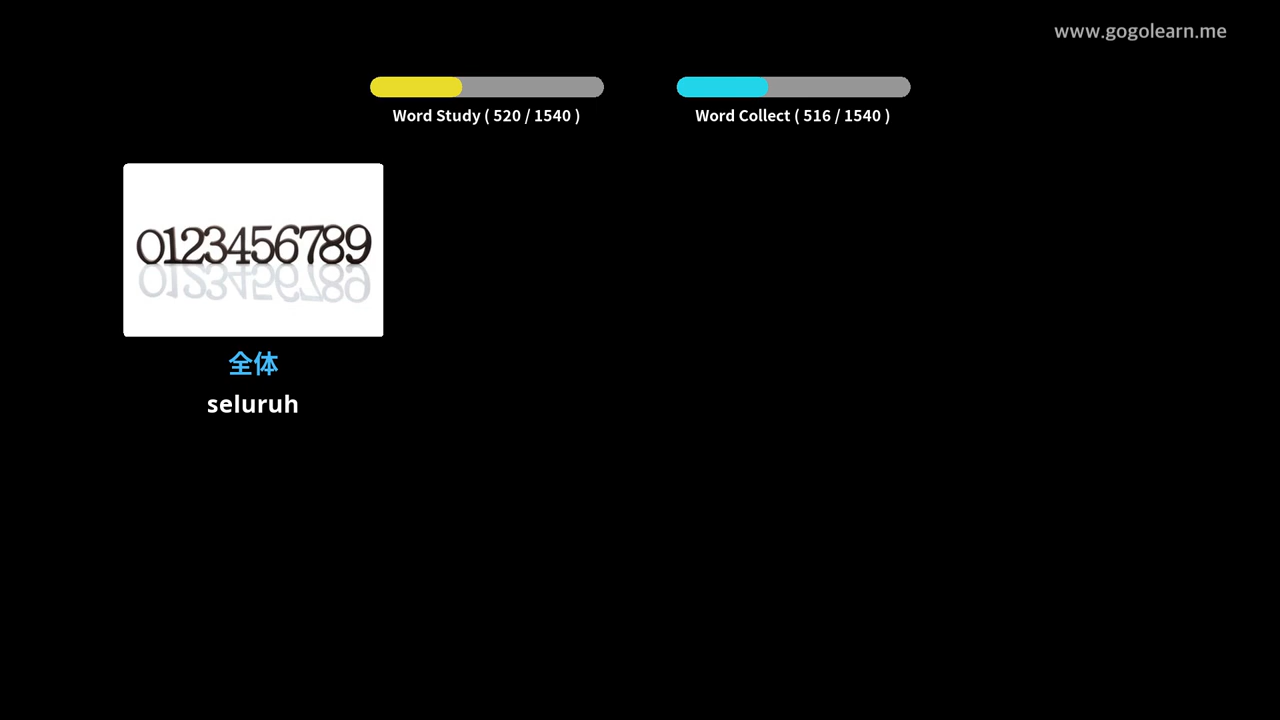 www.gogolearn.me
Word Study ( 520 / 1540 )
Word Collect ( 516 / 1540 )
0123456789
全体
seluruh